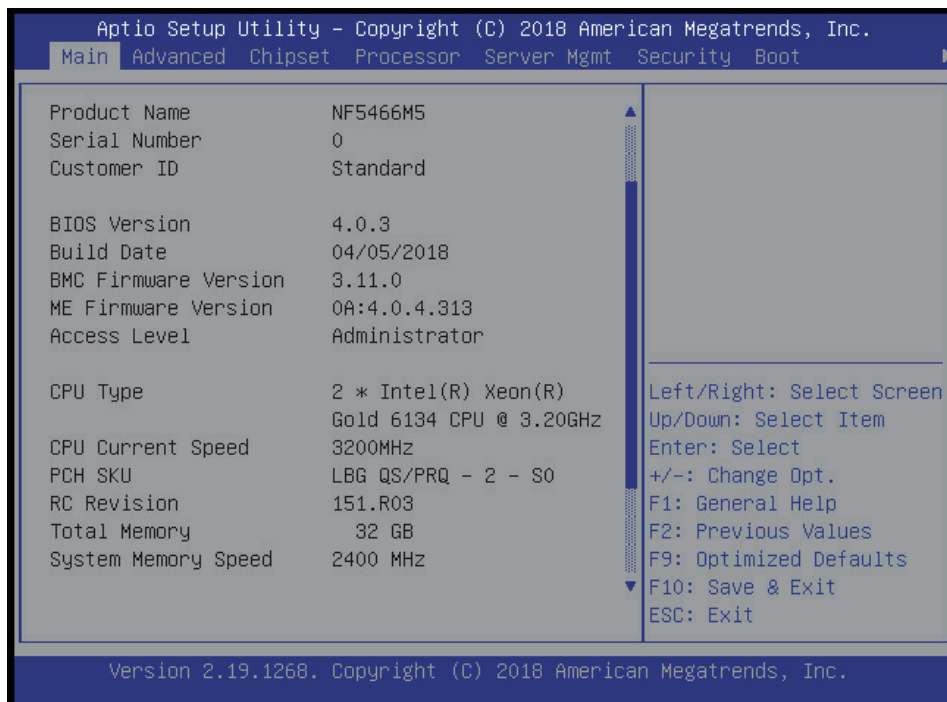 Aptio Setup Utility – Copyright (C) 2018 American Megatrends, Inc.
Main Advanced Chipset Processor Server Mgmt Security Boot
Product Name NF5466M5
Serial Number 0
Customer ID Standard
BIOS Version 4.0.3
Build Date 04/05/2018
BMC Firmware Version 3.11.0
ME Firmware Version 0A:4.0.4.313
Access Level Administrator
CPU Type 2 * Intel(R) Xeon(R)
Gold 6134 CPU @ 3.20GHz
CPU Current Speed 3200MHz
PCH SKU LBG QS/PRQ - 2 - S0
RC Revision 151.R03
Total Memory 32 GB
System Memory Speed 2400 MHz
Left/Right: Select Screen
Up/Down: Select Item
Enter: Select
+/-: Change Opt.
F1: General Help
F2: Previous Values
F9: Optimized Defaults
F10: Save & Exit
ESC: Exit
Version 2.19.1268. Copyright (C) 2018 American Megatrends, Inc.